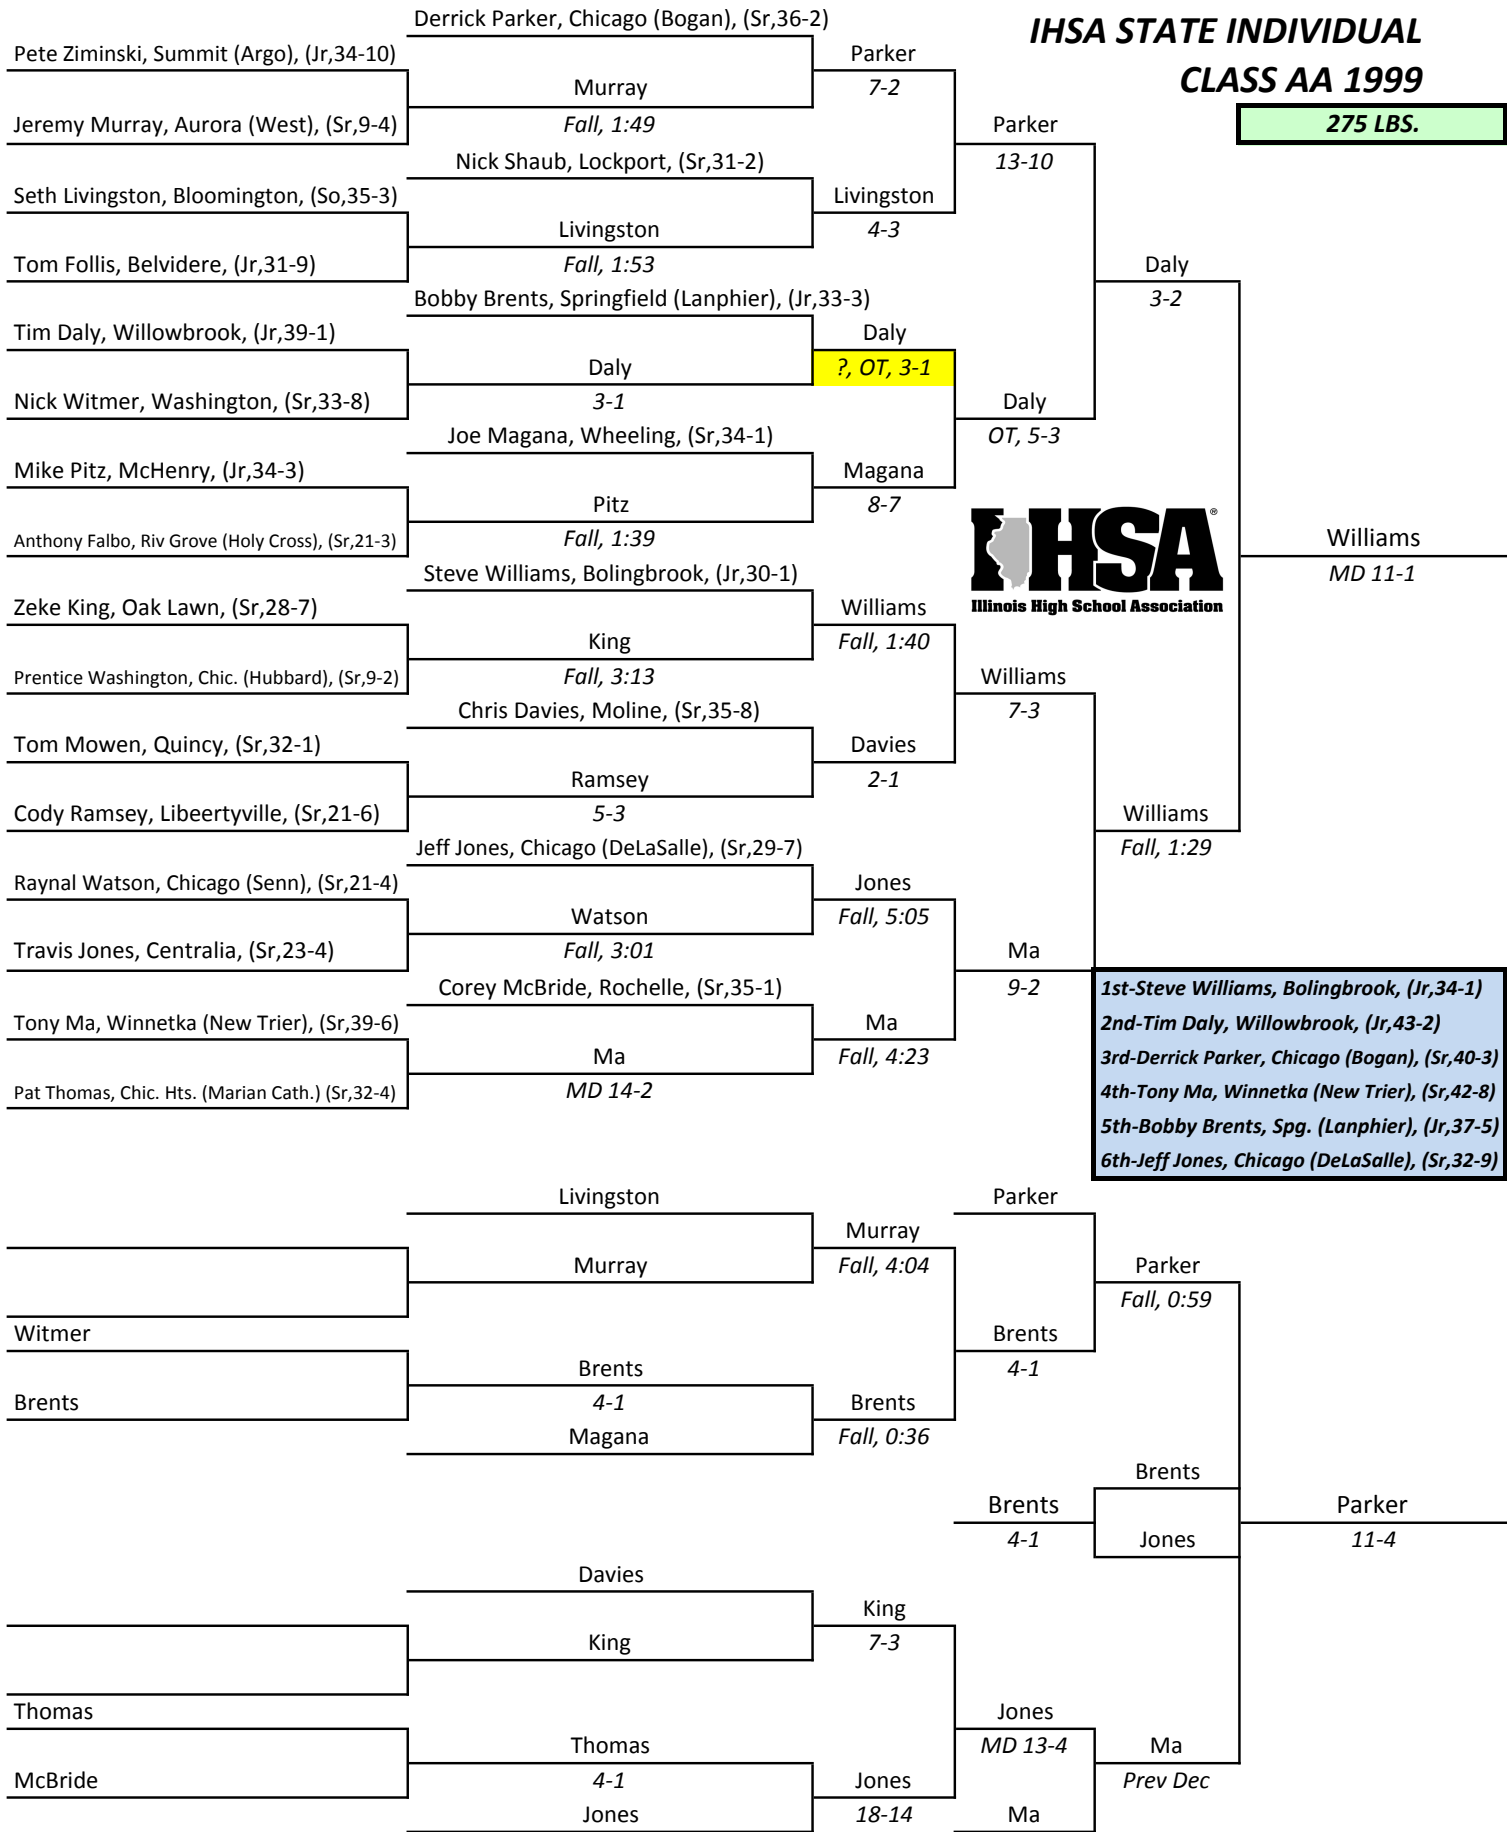 Derrick Parker, Chicago (Bogan), (Sr,36-2)
IHSA STATE INDIVIDUAL
CLASS AA 1999
275 LBS.
Pete Ziminski, Summit (Argo), (Jr,34-10)
Parker
Murray
7-2
Jeremy Murray, Aurora (West), (Sr,9-4)
Fall, 1:49
Parker
Nick Shaub, Lockport, (Sr,31-2)
13-10
Seth Livingston, Bloomington, (So,35-3)
Livingston
Livingston
4-3
Tom Follis, Belvidere, (Jr,31-9)
Fall, 1:53
Daly
Bobby Brents, Springfield (Lanphier), (Jr,33-3)
3-2
Tim Daly, Willowbrook, (Jr,39-1)
Daly
Daly
?, OT, 3-1
Nick Witmer, Washington, (Sr,33-8)
3-1
Daly
Joe Magana, Wheeling, (Sr,34-1)
OT, 5-3
Mike Pitz, McHenry, (Jr,34-3)
Magana
Pitz
8-7
Anthony Falbo, Riv Grove (Holy Cross), (Sr,21-3)
Fall, 1:39
IHSA®
Illinois High School Association
Williams
MD 11-1
Steve Williams, Bolingbrook, (Jr,30-1)
Zeke King, Oak Lawn, (Sr,28-7)
Williams
King
Fall, 1:40
Prentice Washington, Chic. (Hubbard), (Sr,9-2)
Fall, 3:13
Williams
Chris Davies, Moline, (Sr,35-8)
7-3
Tom Mowen, Quincy, (Sr,32-1)
Davies
Ramsey
2-1
Cody Ramsey, Libeertyville, (Sr,21-6)
5-3
Williams
Jeff Jones, Chicago (DeLaSalle), (Sr,29-7)
Fall, 1:29
Raynal Watson, Chicago (Senn), (Sr,21-4)
Jones
Watson
Fall, 5:05
Travis Jones, Centralia, (Sr,23-4)
Fall, 3:01
Ma
Corey McBride, Rochelle, (Sr,35-1)
9-2
Tony Ma, Winnetka (New Trier), (Sr,39-6)
Ma
Ma
Fall, 4:23
Pat Thomas, Chic. Hts. (Marian Cath.) (Sr,32-4)
MD 14-2
1st-Steve Williams, Bolingbrook, (Jr,34-1)
2nd-Tim Daly, Willowbrook, (Jr,43-2)
3rd-Derrick Parker, Chicago (Bogan), (Sr,40-3)
4th-Tony Ma, Winnetka (New Trier), (Sr,42-8)
5th-Bobby Brents, Spg. (Lanphier), (Jr,37-5)
6th-Jeff Jones, Chicago (DeLaSalle), (Sr,32-9)
Livingston
Parker
Murray
Murray
Fall, 4:04
Parker
Fall, 0:59
Witmer
Brents
Brents
4-1
Brents
4-1
Brents
Magana
Fall, 0:36
Brents
Brents
Parker
4-1
Jones
11-4
Davies
King
King
7-3
Thomas
Jones
Thomas
MD 13-4
Ma
McBride
4-1
Jones
Prev Dec
Jones
18-14
Ma